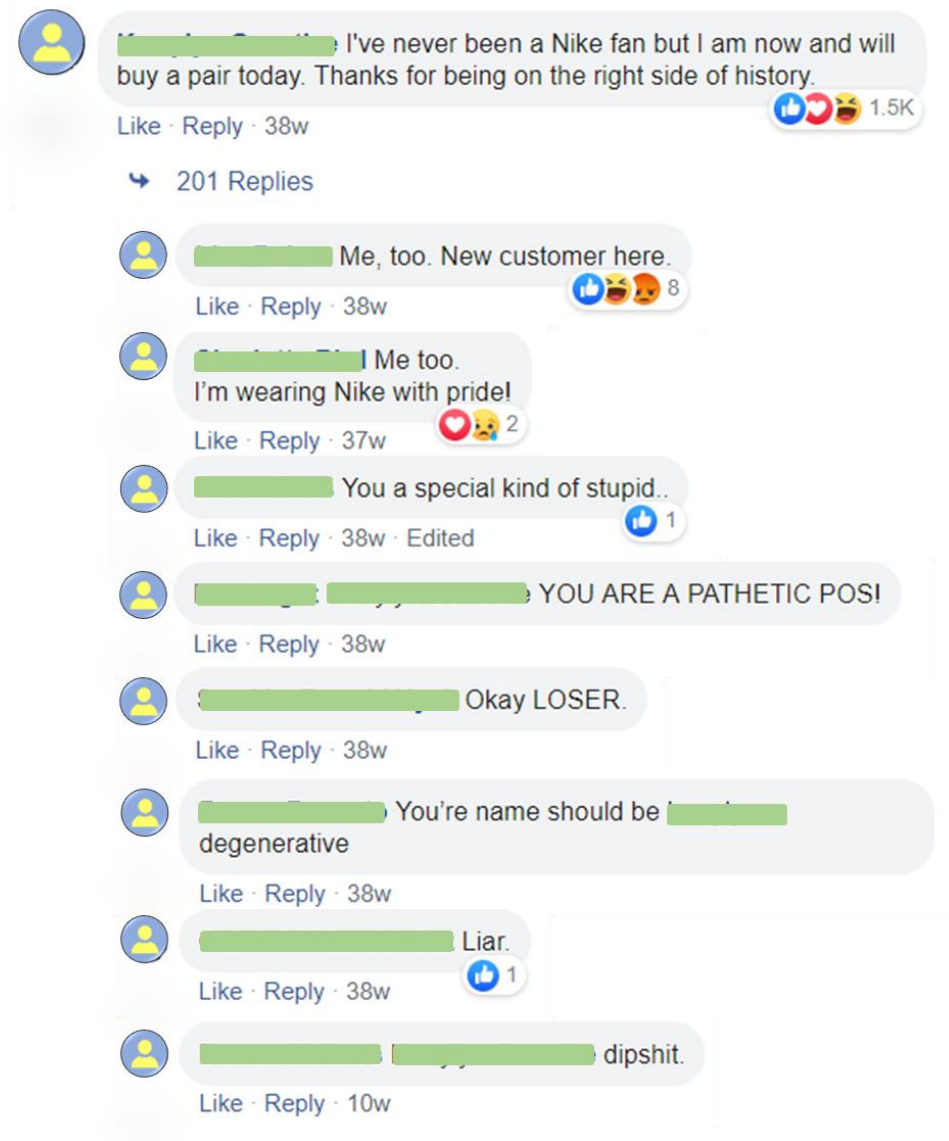 I've never been a Nike fan but I am now and will
buy a pair today. Thanks for being on the right side of history.
1.5K
Like · Reply · 38w
201 Replies
Me, too. New customer here.
8
Like · Reply · 38w
Me too.
I'm wearing Nike with pride!
2
Like · Reply · 37w
You a special kind of stupid..
1
Like · Reply · 38w · Edited
YOU ARE A PATHETIC POS!
Like · Reply · 38w
Okay LOSER.
Like · Reply · 38w
You're name should be
degenerative
Like · Reply · 38w
Liar.
1
Like · Reply · 38w
dipshit.
Like · Reply · 10w